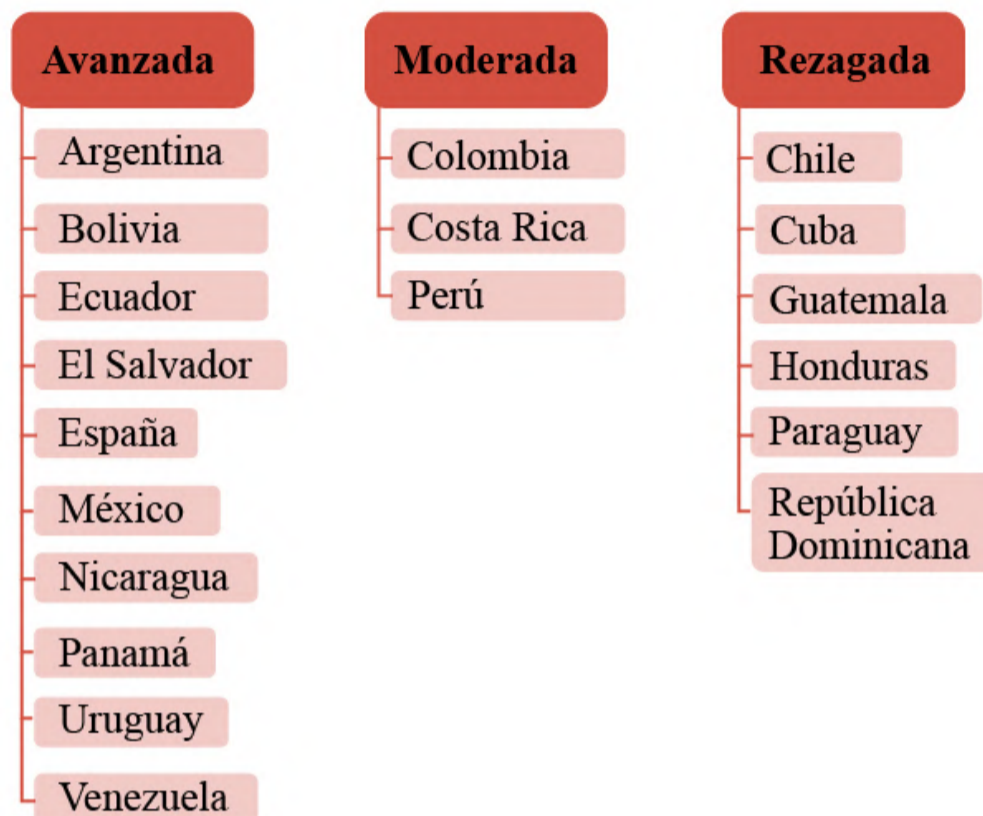 Avanzada
Argentina
Bolivia
Ecuador
El Salvador
España
México
Nicaragua
Panamá
Uruguay
Venezuela
Moderada
Colombia
Costa Rica
Perú
Rezagada
Chile
Cuba
Guatemala
Honduras
Paraguay
República
Dominicana